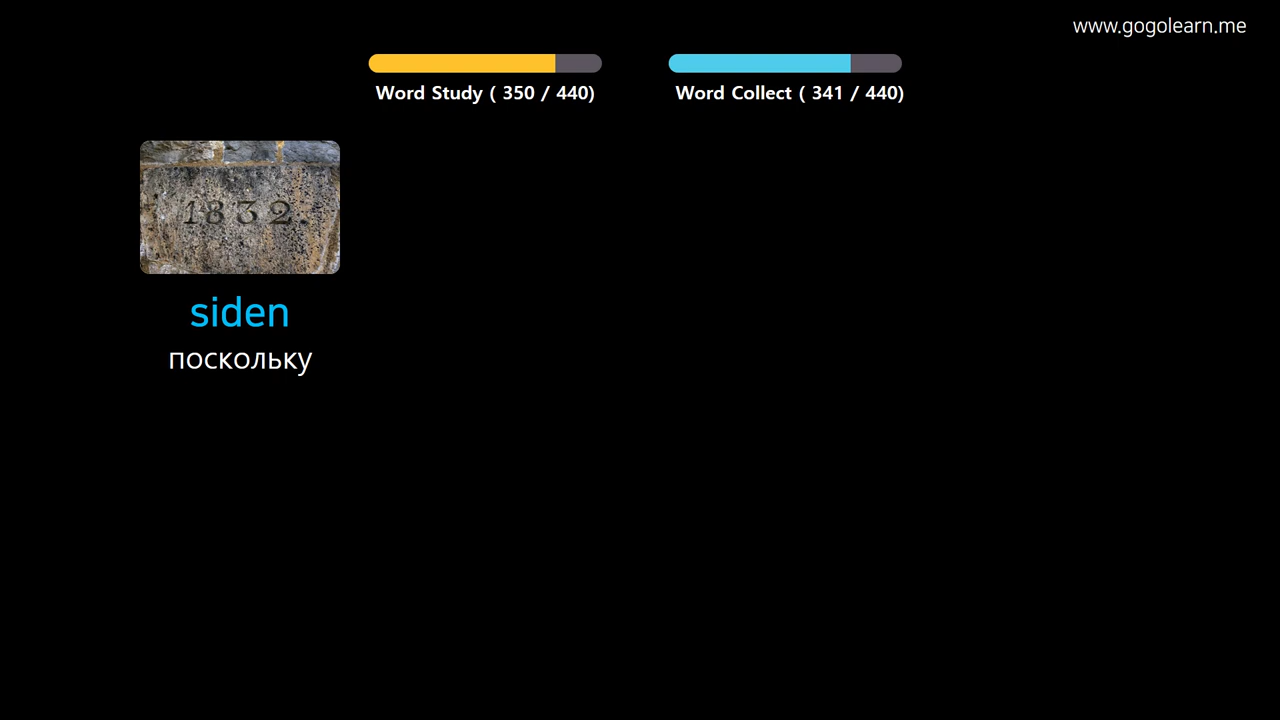 www.gogolearn.me
Word Study ( 350 / 440)
Word Collect ( 341 / 440)
1832.
siden
поскольку